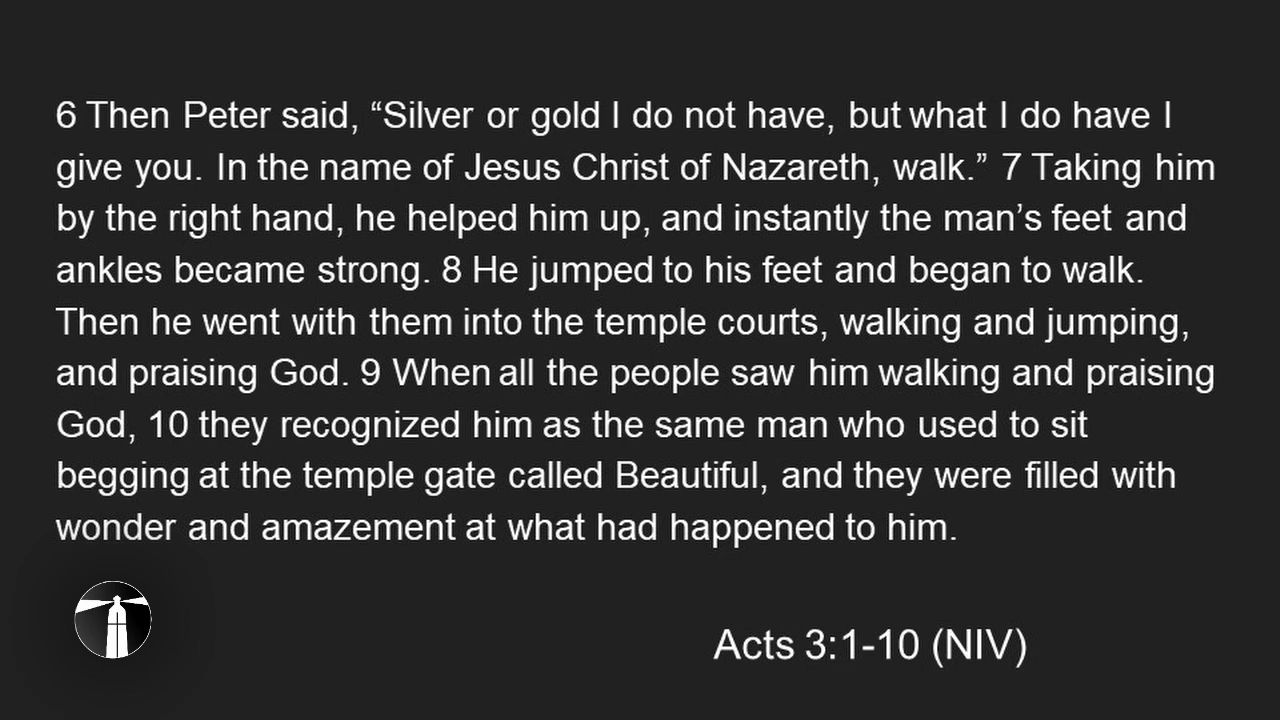 6 Then Peter said, “Silver or gold I do not have, but what I do have I
give you. In the name of Jesus Christ of Nazareth, walk.” 7 Taking him
by the right hand, he helped him up, and instantly the man’s feet and
ankles became strong. 8 He jumped to his feet and began to walk.
Then he went with them into the temple courts, walking and jumping,
and praising God. 9 When all the people saw him walking and praising
God, 10 they recognized him as the same man who used to sit
begging at the temple gate called Beautiful, and they were filled with
wonder and amazement at what had happened to him.
Acts 3:1-10 (NIV)